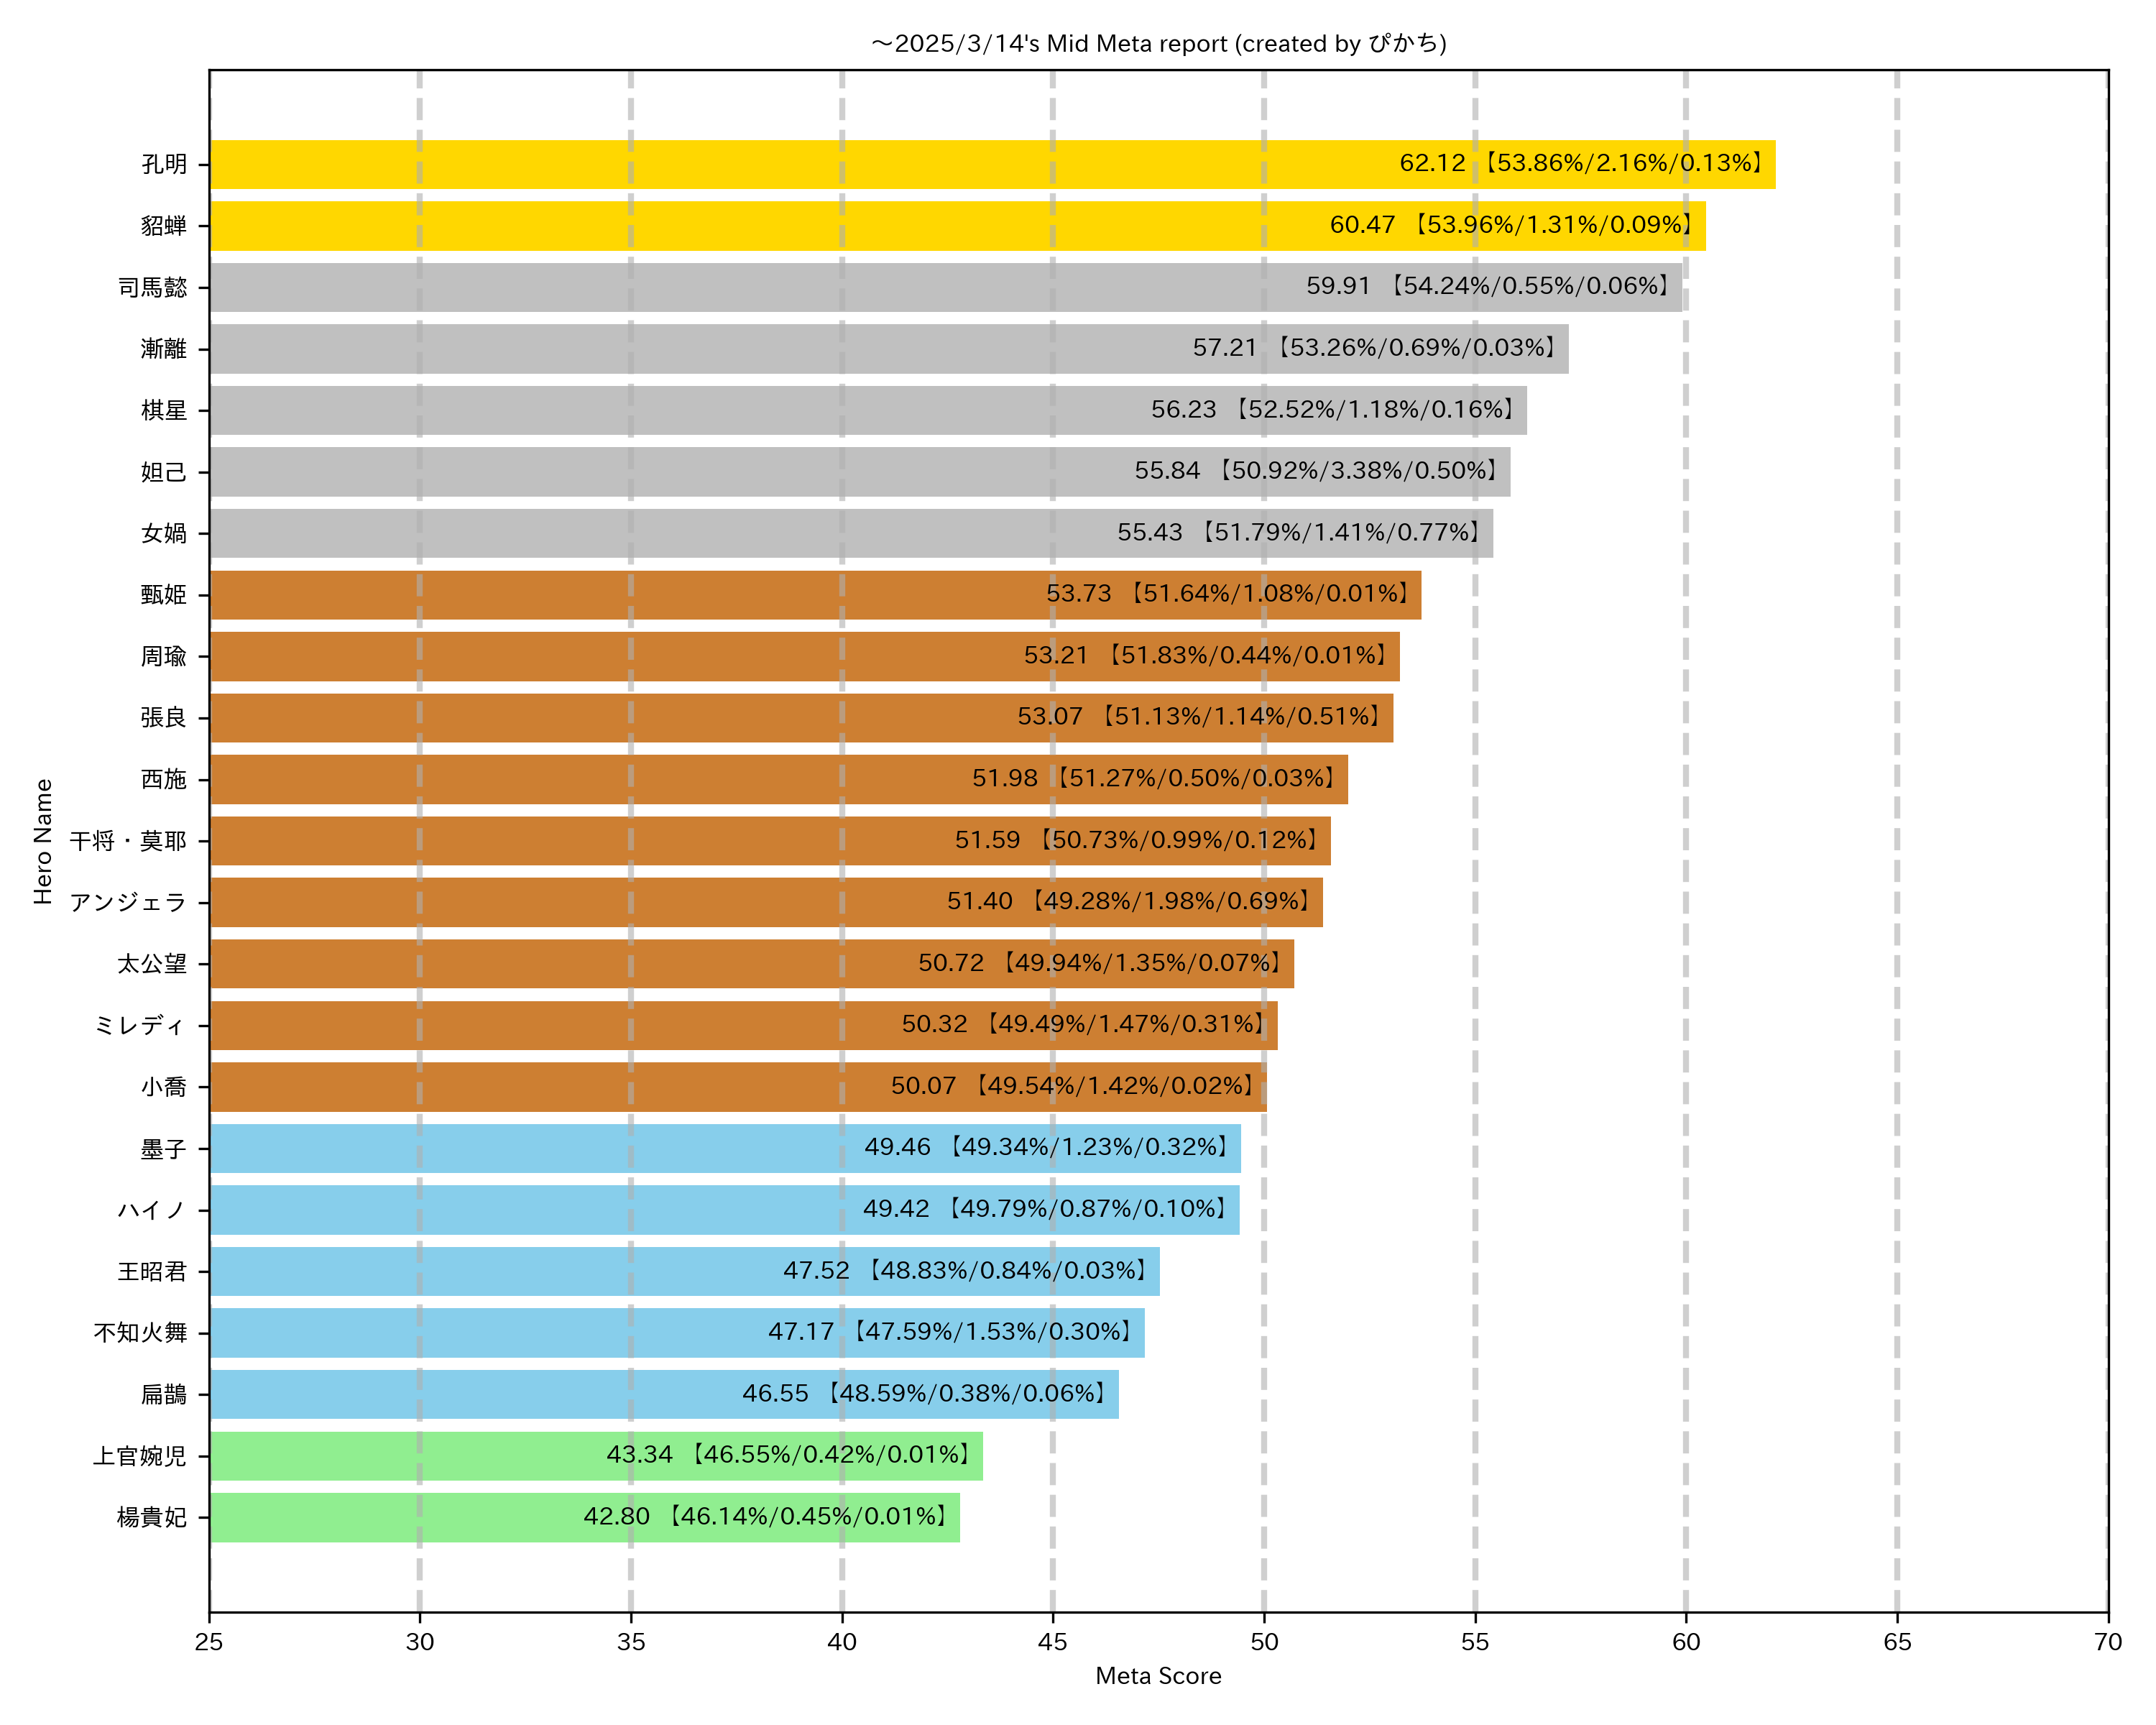 ～2025/3/14's Mid Meta report (created by ぴかち)
孔明 62.12 【53.86%/2.16%/0.13%】
貂蝉 60.47 【53.96%/1.31%/0.09%】
司馬懿 59.91 【54.24%/0.55%/0.06%】
漸離 57.21 【53.26%/0.69%/0.03%】
棋星 56.23 【52.52%/1.18%/0.16%】
妲己 55.84 【50.92%/3.38%/0.50%】
女媧 55.43 【51.79%/1.41%/0.77%】
甄姫 53.73 【51.64%/1.08%/0.01%】
周瑜 53.21 【51.83%/0.44%/0.01%】
張良 53.07 【51.13%/1.14%/0.51%】
西施 51.98 【51.27%/0.50%/0.03%】
干将・莫耶 51.59 【50.73%/0.99%/0.12%】
アンジェラ 51.40 【49.28%/1.98%/0.69%】
太公望 50.72 【49.94%/1.35%/0.07%】
ミレディ 50.32 【49.49%/1.47%/0.31%】
小喬 50.07 【49.54%/1.42%/0.02%】
墨子 49.46 【49.34%/1.23%/0.32%】
ハイノ 49.42 【49.79%/0.87%/0.10%】
王昭君 47.52 【48.83%/0.84%/0.03%】
不知火舞 47.17 【47.59%/1.53%/0.30%】
扁鵲 46.55 【48.59%/0.38%/0.06%】
上官婉児 43.34 【46.55%/0.42%/0.01%】
楊貴妃 42.80 【46.14%/0.45%/0.01%】
Hero Name
25 30 35 40 45 50 55 60 65 70
Meta Score